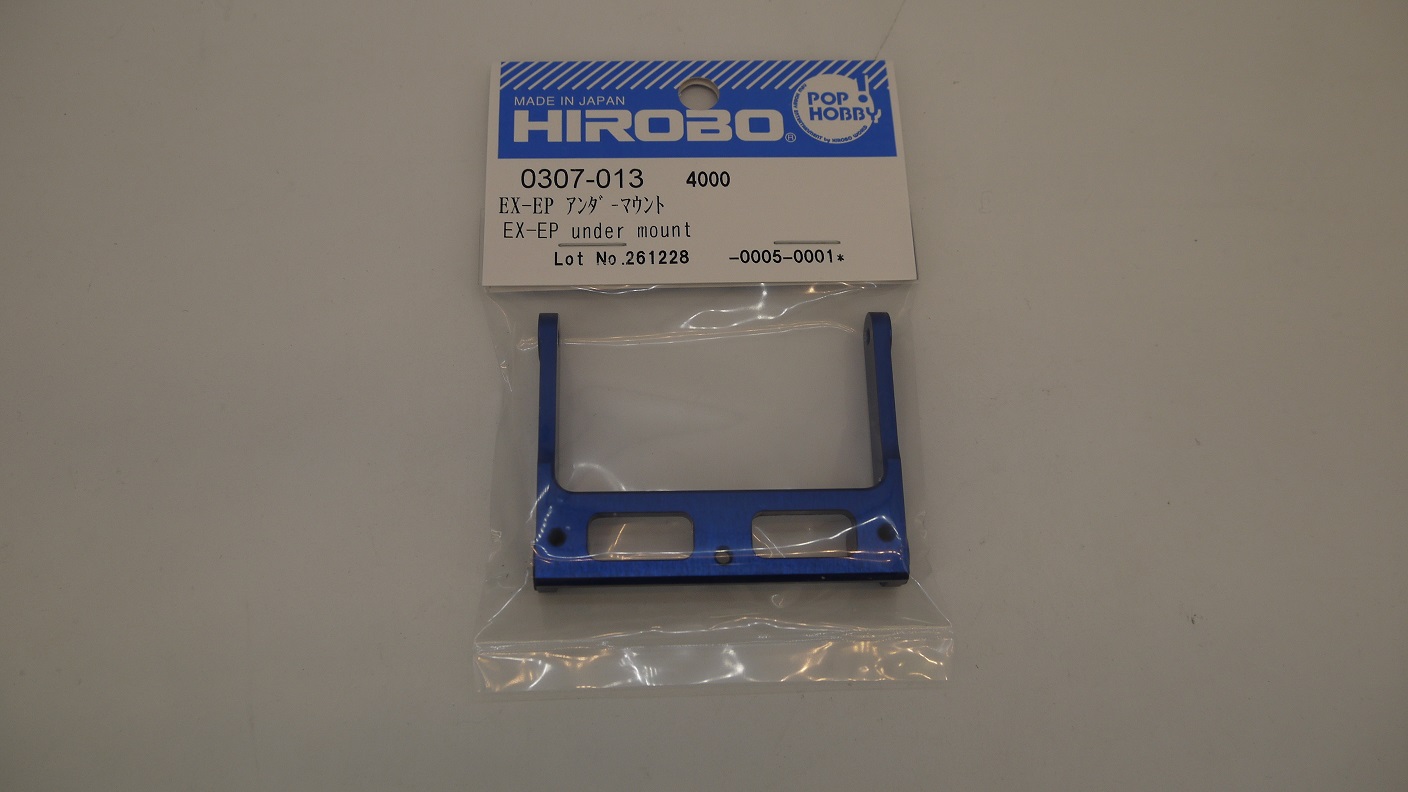 MADE IN JAPAN
HIROBO®
POP!
HOBBY
0307-013 4000
EX-EP アンダ゛-マウント
EX-EP under mount
Lot No.261228 -0005-0001*